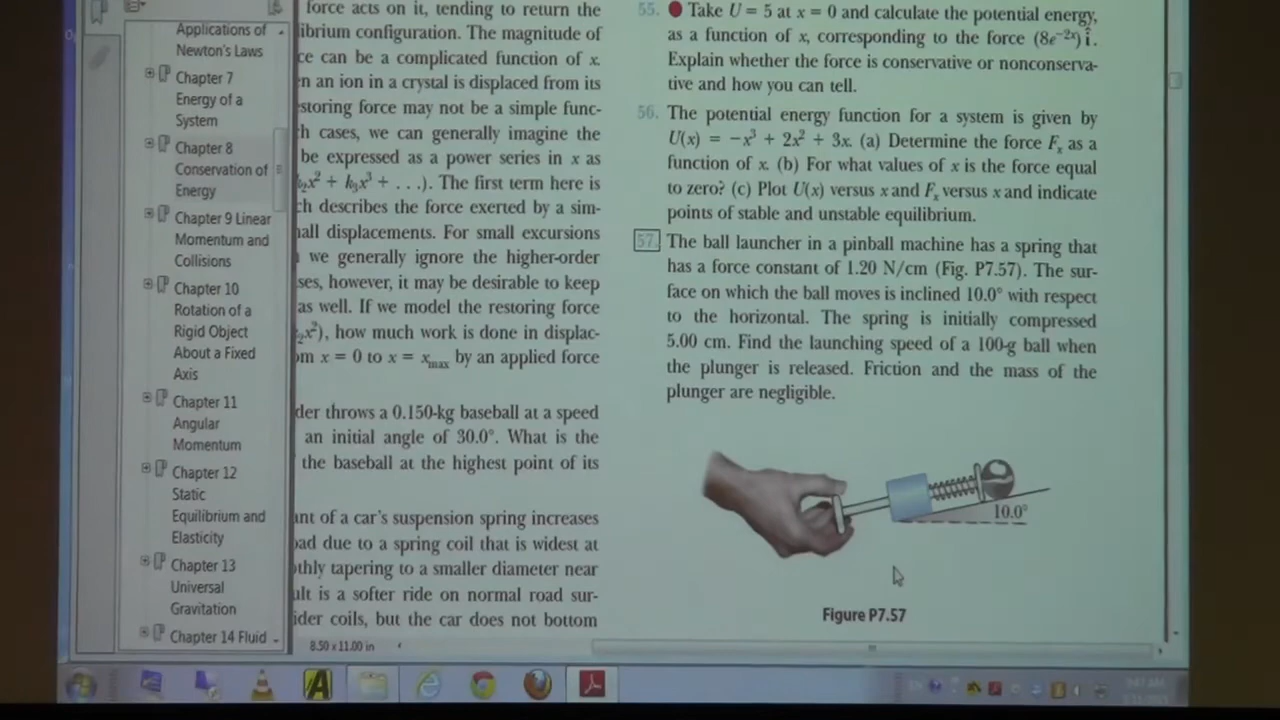 Applications of
Newton's Laws
Chapter 7
Energy of a
System
Chapter 8
Conservation of
Energy
Chapter 9 Linear
Momentum and
Collisions
Chapter 10
Rotation of a
Rigid Object
About a Fixed
Axis
Chapter 11
Angular
Momentum
Chapter 12
Static
Equilibrium and
Elasticity
Chapter 13
Universal
Gravitation
Chapter 14 Fluid
force acts on it, tending to return the
librium configuration. The magnitude of
ce can be a complicated function of x.
n an ion in a crystal is displaced from its
storing force may not be a simple func-
h cases, we can generally imagine the
be expressed as a power series in x as
k₂x² + k₃x³ + . . .). The first term here is
ch describes the force exerted by a sim-
all displacements. For small excursions
we generally ignore the higher-order
ses, however, it may be desirable to keep
as well. If we model the restoring force
₂x²), how much work is done in displac-
om x = 0 to x = xmax by an applied force
der throws a 0.150-kg baseball at a speed
an initial angle of 30.0°. What is the
the baseball at the highest point of its
ant of a car's suspension spring increases
oad due to a spring coil that is widest at
othly tapering to a smaller diameter near
ult is a softer ride on normal road sur-
ider coils, but the car does not bottom
8.50 x 11.00 in
55. Take U = 5 at x = 0 and calculate the potential energy,
as a function of x, corresponding to the force (8e⁻²ˣ) î.
Explain whether the force is conservative or nonconserva-
tive and how you can tell.
56. The potential energy function for a system is given by
U(x) = −x³ + 2x² + 3x. (a) Determine the force Fₓ as a
function of x. (b) For what values of x is the force equal
to zero? (c) Plot U(x) versus x and Fₓ versus x and indicate
points of stable and unstable equilibrium.
57. The ball launcher in a pinball machine has a spring that
has a force constant of 1.20 N/cm (Fig. P7.57). The sur-
face on which the ball moves is inclined 10.0° with respect
to the horizontal. The spring is initially compressed
5.00 cm. Find the launching speed of a 100-g ball when
the plunger is released. Friction and the mass of the
plunger are negligible.
10.0°
Figure P7.57